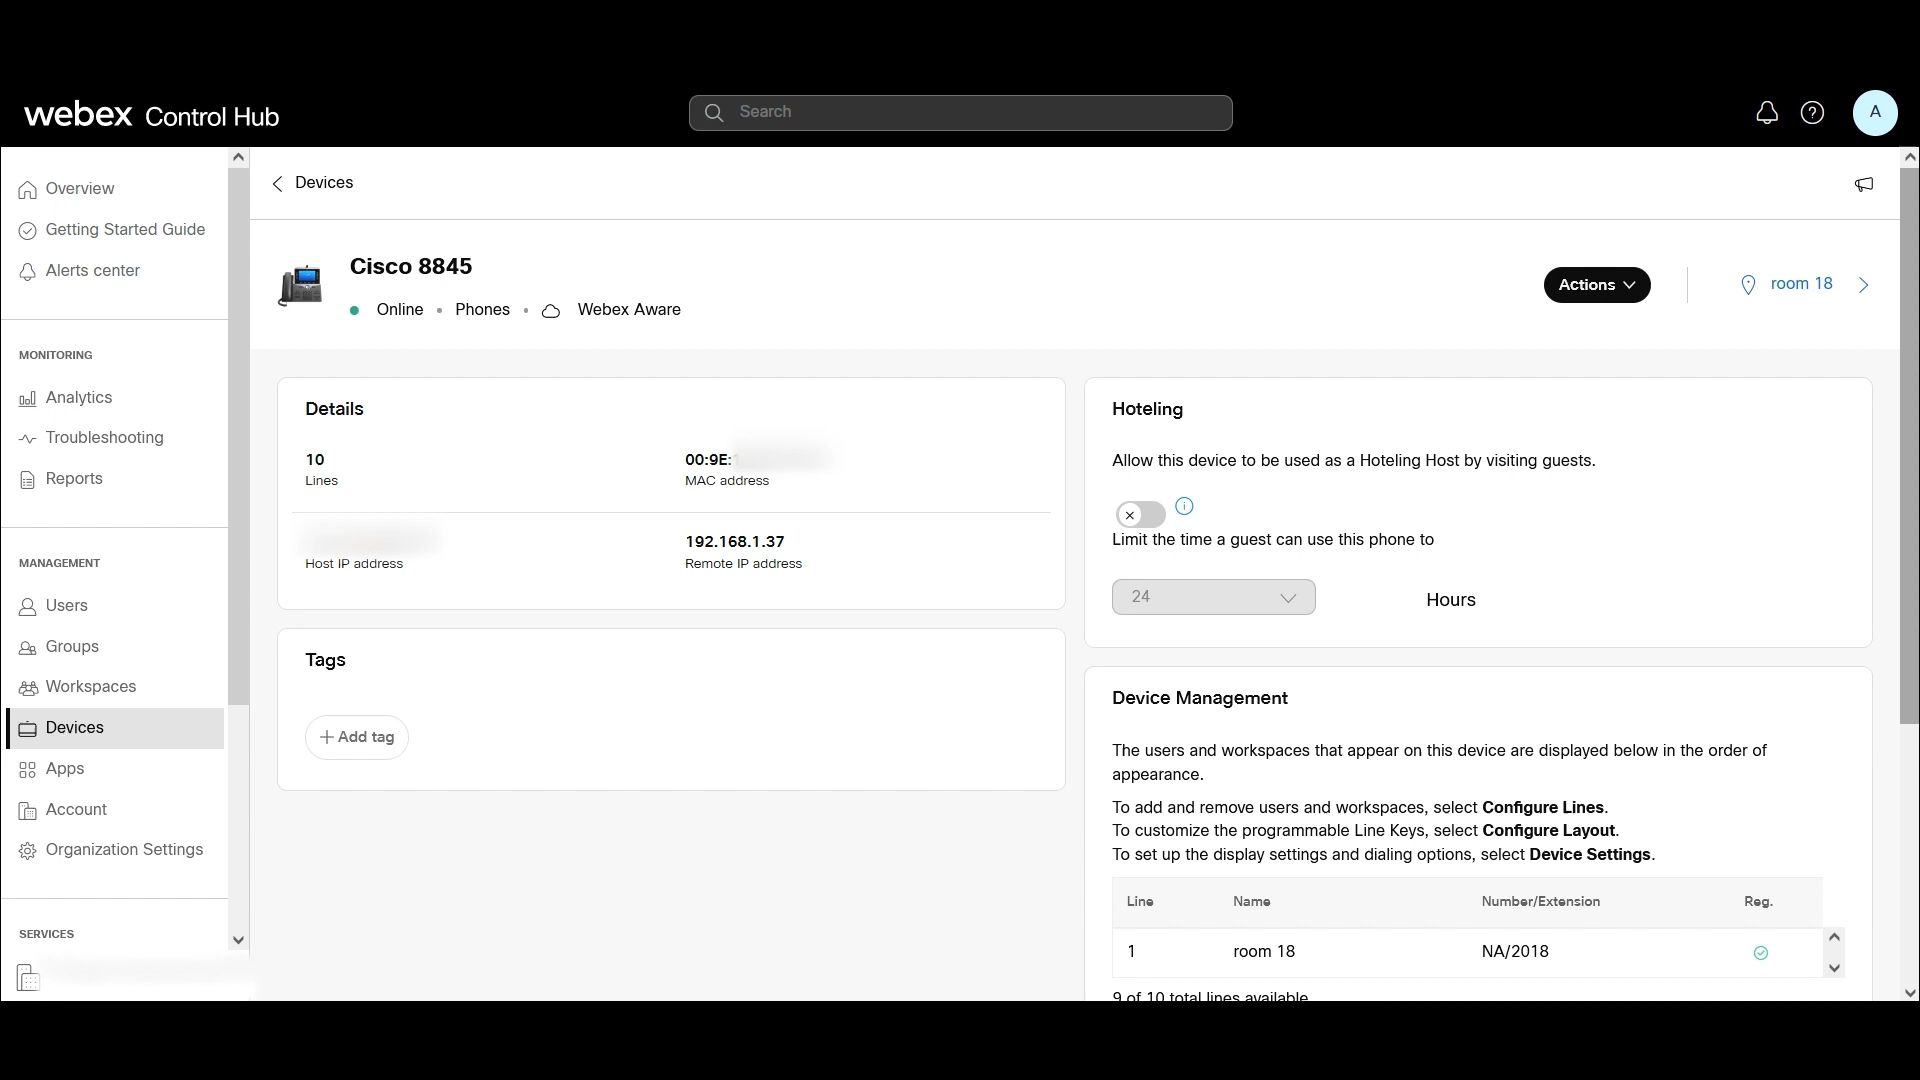 webex Control Hub
Search
A
Overview
Getting Started Guide
Alerts center
MONITORING
Analytics
Troubleshooting
Reports
MANAGEMENT
Users
Groups
Workspaces
Devices
Apps
Account
Organization Settings
SERVICES
Devices
Cisco 8845
Online • Phones • Webex Aware
Actions
room 18
Details
10
Lines
00:9E:
MAC address
Host IP address
192.168.1.37
Remote IP address
Tags
Add tag
Hoteling
Allow this device to be used as a Hoteling Host by visiting guests.
Limit the time a guest can use this phone to
24
Hours
Device Management
The users and workspaces that appear on this device are displayed below in the order of
appearance.
To add and remove users and workspaces, select Configure Lines.
To customize the programmable Line Keys, select Configure Layout.
To set up the display settings and dialing options, select Device Settings.
Line Name Number/Extension Reg.
1 room 18 NA/2018
9 of 10 total lines available